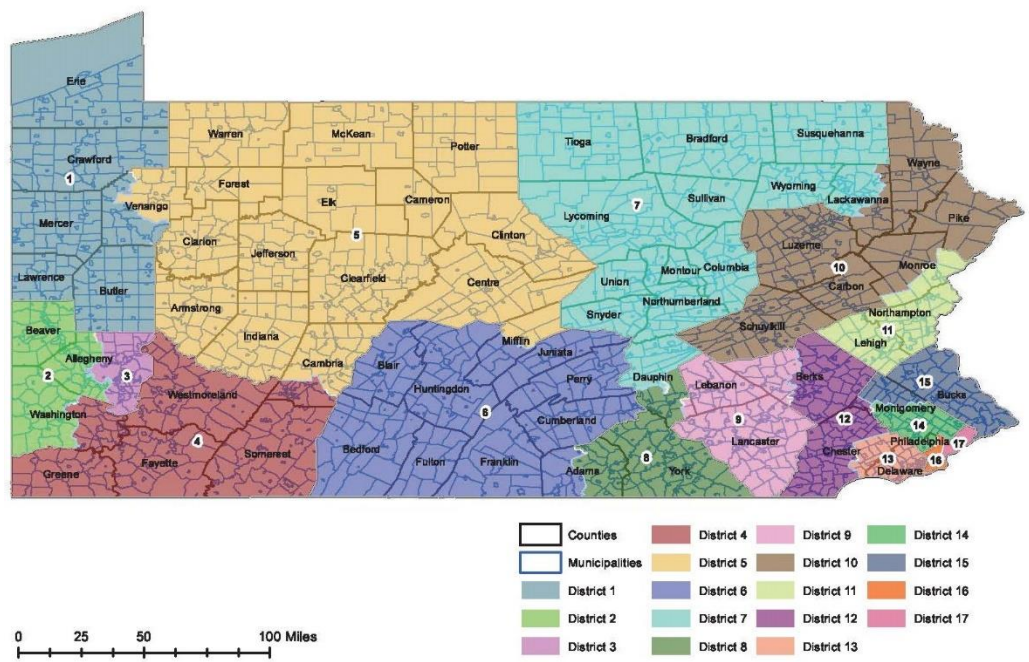 Erie
Warren
McKean
Potter
Tioga
Bradford
Susquehanna
Crawford
1
Wayne
Forest
Elk
Cameron
Venango
Wyoming
Sullivan
Lackawanna
7
Lycoming
Mercer
Pike
5
Clinton
Clarion
Jefferson
Luzerne
Monroe
10
Lawrence
Butler
Clearfield
Centre
Union
Montour
Columbia
Carbon
Armstrong
Snyder
Northumberland
Northampton
Beaver
Indiana
Schuylkill
11
Lehigh
Allegheny
2
3
Cambria
Blair
Mifflin
Juniata
Perry
Dauphin
Lebanon
Berks
15
Bucks
Westmoreland
Huntingdon
6
Washington
Cumberland
9
12
Montgomery
14
4
Lancaster
Philadelphia
17
Bedford
Somerset
Fayette
Greene
Fulton
Franklin
Adams
8
York
Chester
13
16
Delaware
Counties
Municipalities
District 1
District 2
District 3
District 4
District 5
District 6
District 7
District 8
District 9
District 10
District 11
District 12
District 13
District 14
District 15
District 16
District 17
0 25 50 100 Miles